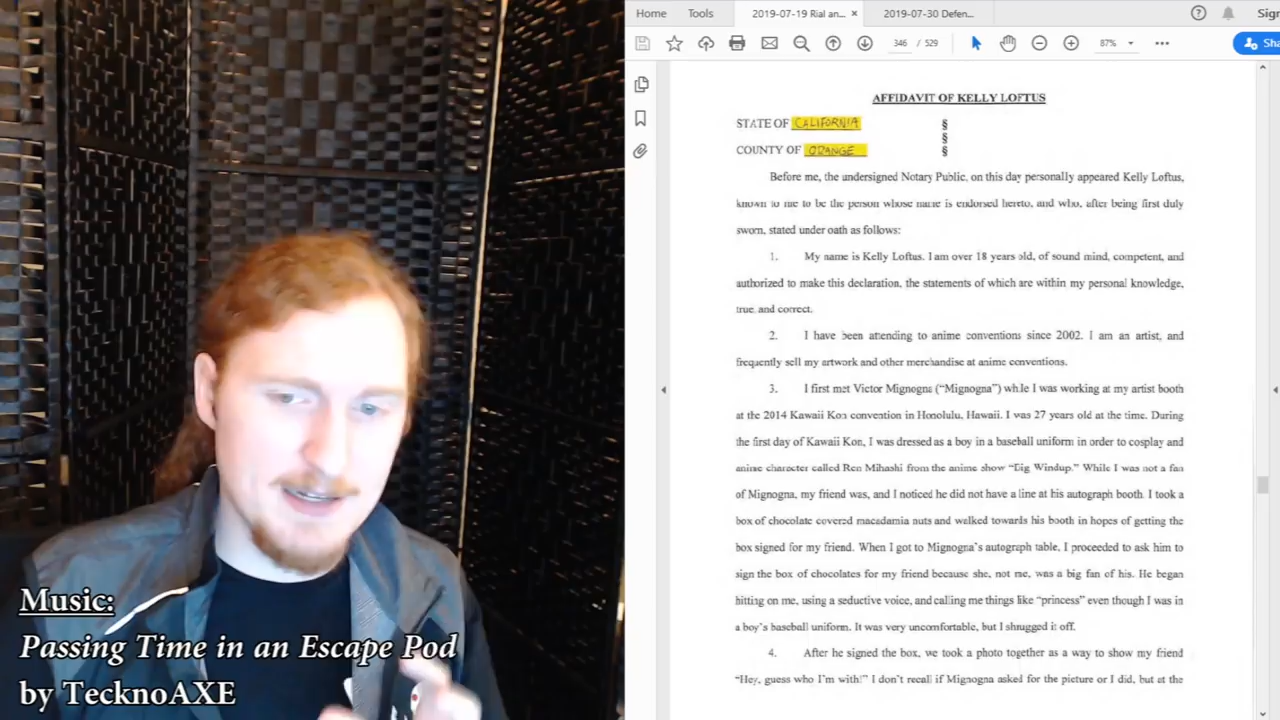 Home Tools 2019-07-19 Rial an... × 2019-07-30 Defen... Sign
346 / 529 87% ••• Sha
AFFIDAVIT OF KELLY LOFTUS
STATE OF CALIFORNIA §
§
COUNTY OF ORANGE §
Before me, the undersigned Notary Public, on this day personally appeared Kelly Loftus,
known to me to be the person whose name is endorsed hereto, and who, after being first duly
sworn, stated under oath as follows:
1. My name is Kelly Loftus. I am over 18 years old, of sound mind, competent, and
authorized to make this declaration, the statements of which are within my personal knowledge,
true, and correct.
2. I have been attending to anime conventions since 2002. I am an artist, and
frequently sell my artwork and other merchandise at anime conventions.
3. I first met Victor Mignogna (“Mignogna”) while I was working at my artist booth
at the 2014 Kawaii Kon convention in Honolulu, Hawaii. I was 27 years old at the time. During
the first day of Kawaii Kon, I was dressed as a boy in a baseball uniform in order to cosplay and
anime character called Ren Mihashi from the anime show “Big Windup.” While I was not a fan
of Mignogna, my friend was, and I noticed he did not have a line at his autograph booth. I took a
box of chocolate covered macadamia nuts and walked towards his booth in hopes of getting the
box signed for my friend. When I got to Mignogna’s autograph table, I proceeded to ask him to
sign the box of chocolates for my friend because she, not me, was a big fan of his. He began
hitting on me, using a seductive voice, and calling me things like “princess” even though I was in
a boy’s baseball uniform. It was very uncomfortable, but I shrugged it off.
4. After he signed the box, we took a photo together as a way to show my friend
“Hey, guess who I’m with!” I don’t recall if Mignogna asked for the picture or I did, but at the
Music:
Passing Time in an Escape Pod
by TecknoAXE